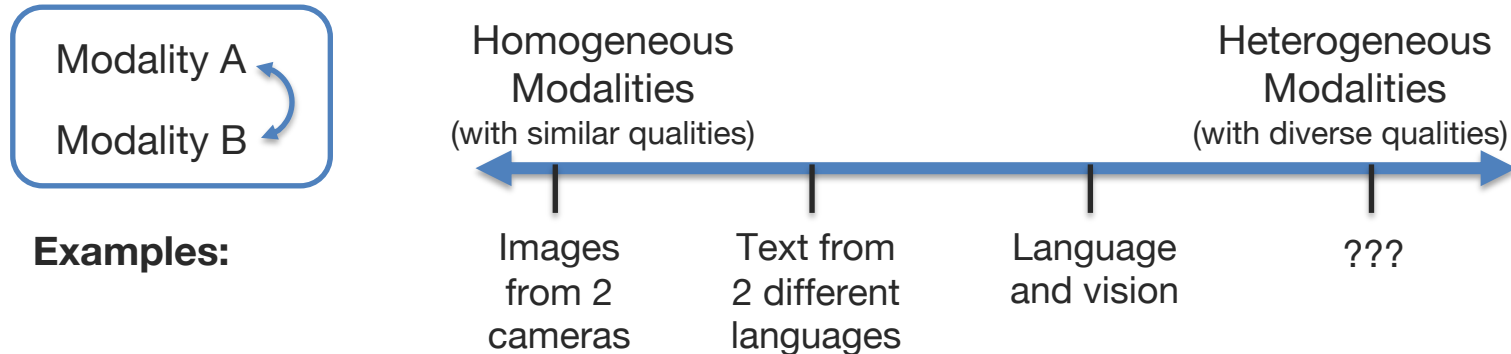 Modality A
Modality B
Examples:
Homogeneous
Modalities
(with similar qualities)
Heterogeneous
Modalities
(with diverse qualities)
Images
from 2
cameras
Text from
2 different
languages
Language
and vision
???